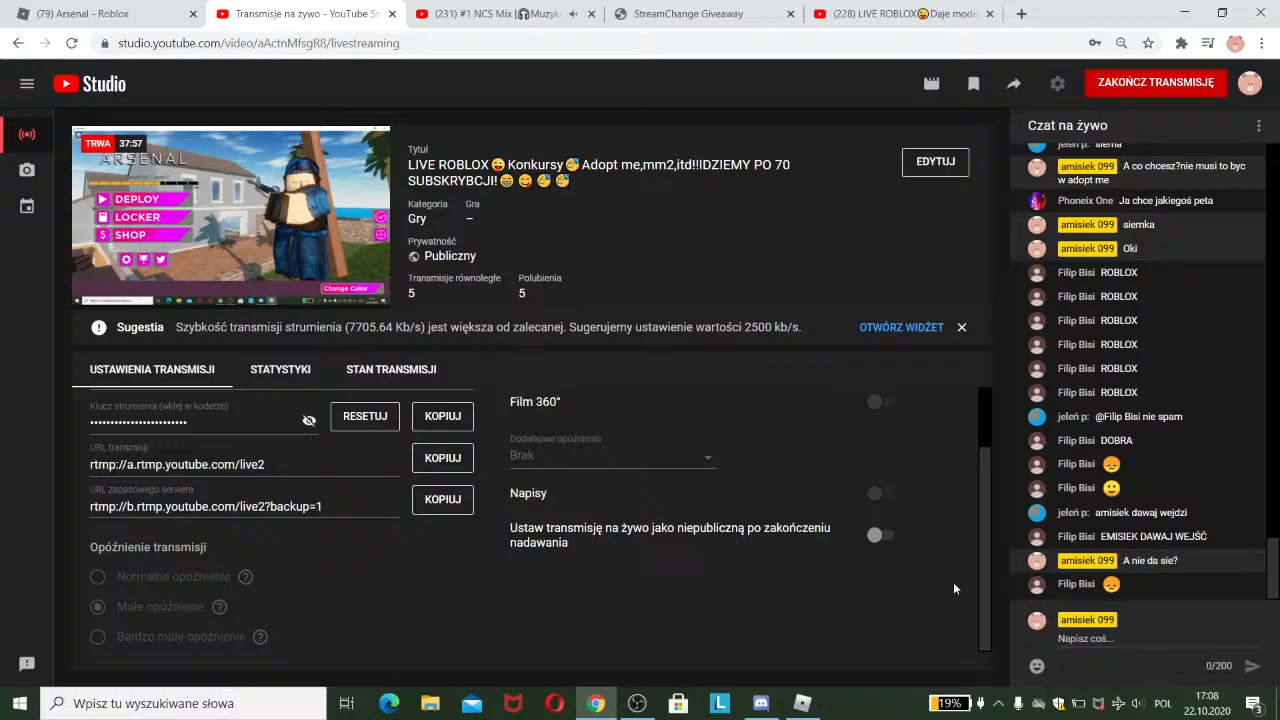 (79) Arsenal - Roblox
Transmisje na żywo - YouTube St
(231) #1 NCS Mix
Muzyk
StreamChange Giveaway
(228) LIVE ROBLOX😃Daje mode
studio.youtube.com/video/aActnMfsgR8/livestreaming
Studio
ZAKOŃCZ TRANSMISJĘ
TRWA 37:57
ARSENAL
DEPLOY
LOCKER
$ SHOP
Change Color
Tytuł
LIVE ROBLOX😜Konkursy🥳Adopt me,mm2,itd!!IDZIEMY PO 70
SUBSKRYBCJI!😁 😋 🥳 🥳
EDYTUJ
Kategoria Gra
Gry –
Prywatność
Publiczny
Transmisje równoległe Polubienia
5 5
Sugestia Szybkość transmisji strumienia (7705.64 Kb/s) jest większa od zalecanej. Sugerujemy ustawienie wartości 2500 kb/s. OTWÓRZ WIDŻET
USTAWIENIA TRANSMISJI STATYSTYKI STAN TRANSMISJI
Klucz strumienia (wklej w koderze)
••••••••••••••••••••••••
RESETUJ KOPIUJ
URL transmisji
rtmp://a.rtmp.youtube.com/live2
KOPIUJ
URL zapasowego serwera
rtmp://b.rtmp.youtube.com/live2?backup=1
KOPIUJ
Opóźnienie transmisji
Normalne opóźnienie
Małe opóźnienie
Bardzo małe opóźnienie
Film 360°
Dodatkowe opóźnienie
Brak
Napisy
Ustaw transmisję na żywo jako niepubliczną po zakończeniu
nadawania
Czat na żywo
jeleń p: siema
amisiek 099 A co chcesz?nie musi to byc
w adopt me
Phoneix One Ja chce jakiegoś peta
amisiek 099 siemka
amisiek 099 Oki
Filip Bisi ROBLOX
Filip Bisi ROBLOX
Filip Bisi ROBLOX
Filip Bisi ROBLOX
Filip Bisi ROBLOX
Filip Bisi ROBLOX
jeleń p: @Filip Bisi nie spam
Filip Bisi DOBRA
Filip Bisi 😞
Filip Bisi 🙂
jeleń p: amisiek dawaj wejdzi
Filip Bisi EMISIEK DAWAJ WEJŚĆ
amisiek 099 A nie da sie?
Filip Bisi 😞
amisiek 099
Napisz coś...
0/200
Wpisz tu wyszukiwane słowa
19%
POL
17:08
22.10.2020
3